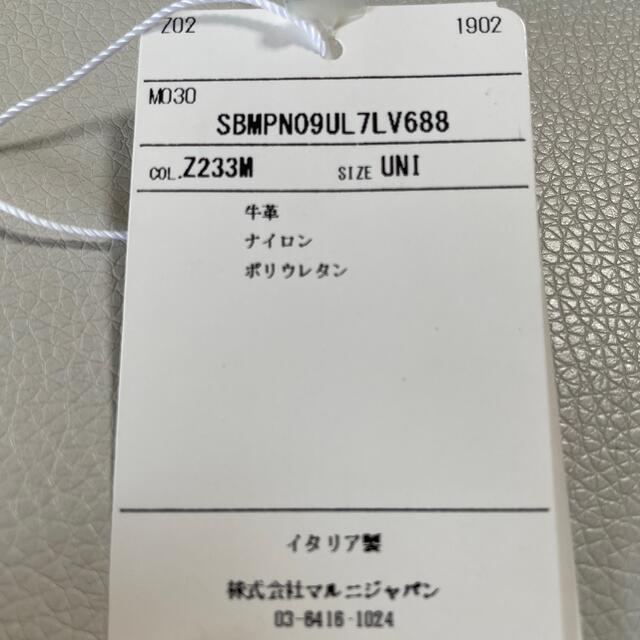 Z02 1902
M030
SBMPN09UL7LV688
COL.Z233M SIZE UNI
牛革
ナイロン
ポリウレタン
イタリア製
株式会社マルニジャパン
03-6416-1024